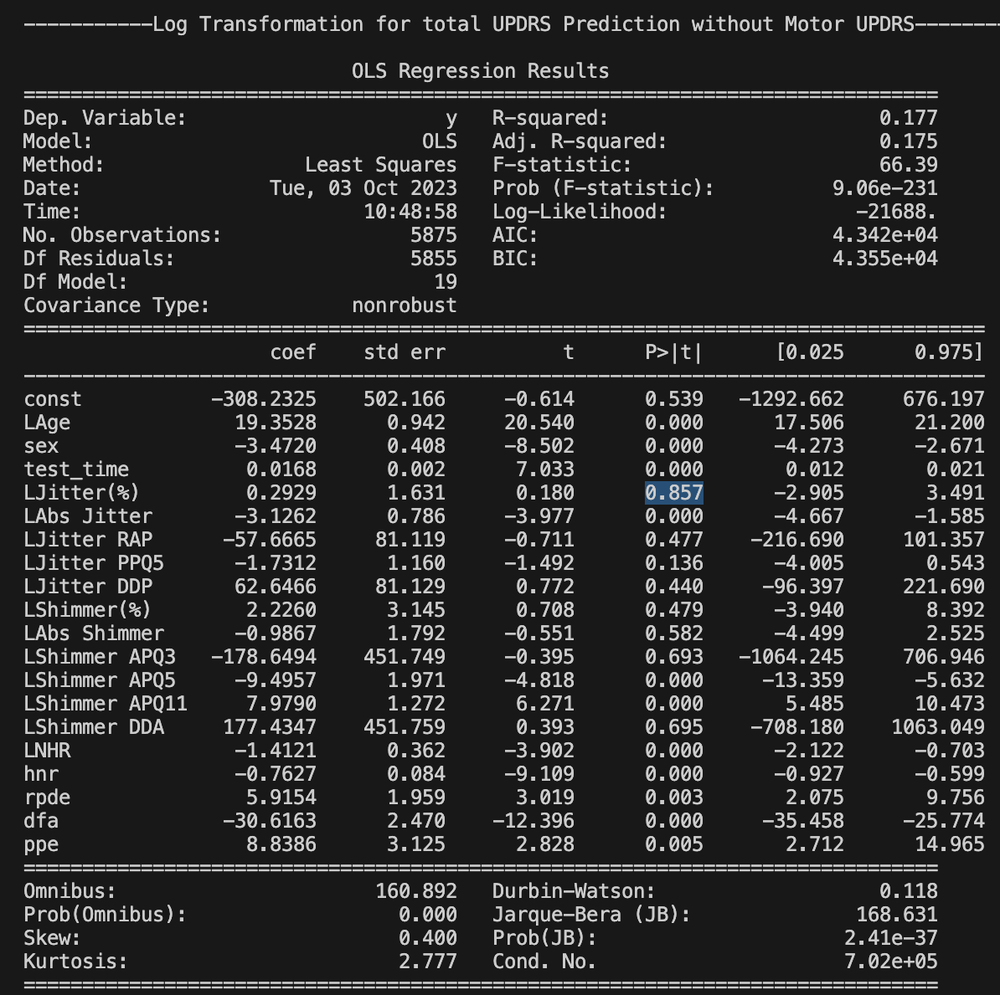 -----------Log Transformation for total UPDRS Prediction without Motor UPDRS--------
OLS Regression Results
==============================================================================
Dep. Variable: y R-squared: 0.177
Model: OLS Adj. R-squared: 0.175
Method: Least Squares F-statistic: 66.39
Date: Tue, 03 Oct 2023 Prob (F-statistic): 9.06e-231
Time: 10:48:58 Log-Likelihood: -21688.
No. Observations: 5875 AIC: 4.342e+04
Df Residuals: 5855 BIC: 4.355e+04
Df Model: 19
Covariance Type: nonrobust
==================================================================================
coef std err t P>|t| [0.025 0.975]
----------------------------------------------------------------------------------
const -308.2325 502.166 -0.614 0.539 -1292.662 676.197
LAge 19.3528 0.942 20.540 0.000 17.506 21.200
sex -3.4720 0.408 -8.502 0.000 -4.273 -2.671
test_time 0.0168 0.002 7.033 0.000 0.012 0.021
LJitter(%) 0.2929 1.631 0.180 0.857 -2.905 3.491
LAbs Jitter -3.1262 0.786 -3.977 0.000 -4.667 -1.585
LJitter RAP -57.6665 81.119 -0.711 0.477 -216.690 101.357
LJitter PPQ5 -1.7312 1.160 -1.492 0.136 -4.005 0.543
LJitter DDP 62.6466 81.129 0.772 0.440 -96.397 221.690
LShimmer(%) 2.2260 3.145 0.708 0.479 -3.940 8.392
LAbs Shimmer -0.9867 1.792 -0.551 0.582 -4.499 2.525
LShimmer APQ3 -178.6494 451.749 -0.395 0.693 -1064.245 706.946
LShimmer APQ5 -9.4957 1.971 -4.818 0.000 -13.359 -5.632
LShimmer APQ11 7.9790 1.272 6.271 0.000 5.485 10.473
LShimmer DDA 177.4347 451.759 0.393 0.695 -708.180 1063.049
LNHR -1.4121 0.362 -3.902 0.000 -2.122 -0.703
hnr -0.7627 0.084 -9.109 0.000 -0.927 -0.599
rpde 5.9154 1.959 3.019 0.003 2.075 9.756
dfa -30.6163 2.470 -12.396 0.000 -35.458 -25.774
ppe 8.8386 3.125 2.828 0.005 2.712 14.965
==============================================================================
Omnibus: 160.892 Durbin-Watson: 0.118
Prob(Omnibus): 0.000 Jarque-Bera (JB): 168.631
Skew: 0.400 Prob(JB): 2.41e-37
Kurtosis: 2.777 Cond. No. 7.02e+05
==============================================================================